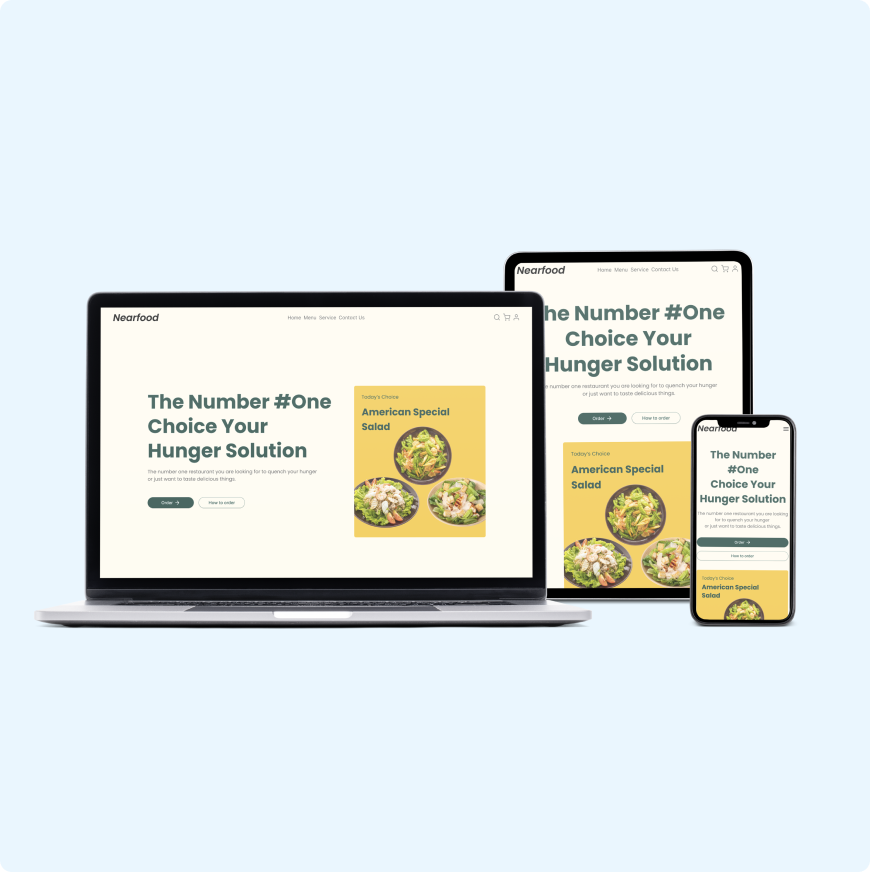 Nearfood
Home Menu Service Contact Us
The Number #One
Choice Your
Hunger Solution
The number one restaurant you are looking for to quench your hunger
or just want to taste delicious things.
Order →
How to order
Today's Choice
American Special
Salad
Nearfood
Home Menu Service Contact Us
he Number #One
Choice Your
Hunger Solution
e number one restaurant you are looking for to quench your hunger
or just want to taste delicious things.
Order →
How to order
Today's Choice
American Special
Salad
Nearfood
The Number
#One
Choice Your
Hunger Solution
The number one restaurant you are looking
for to quench your hunger
or just want to taste delicious things.
Order →
How to order
Today's Choice
American Special
Salad